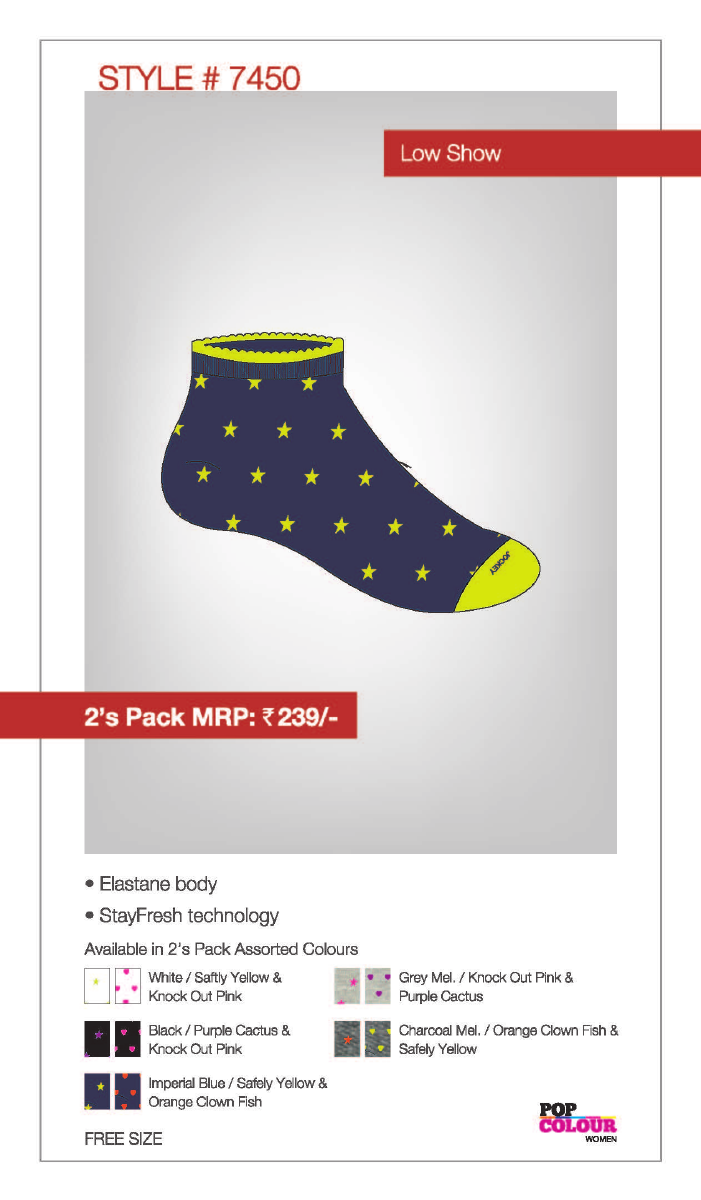 STYLE # 7450
Low Show
JOCKEY
2's Pack MRP: ₹239/-
• Elastane body
• StayFresh technology
Available in 2's Pack Assorted Colours
White / Saftly Yellow &
Knock Out Pink
Grey Mel. / Knock Out Pink &
Purple Cactus
Black / Purple Cactus &
Knock Out Pink
Charcoal Mel. / Orange Clown Fish &
Safely Yellow
Imperial Blue / Safely Yellow &
Orange Clown Fish
FREE SIZE
POP
COLOUR
WOMEN